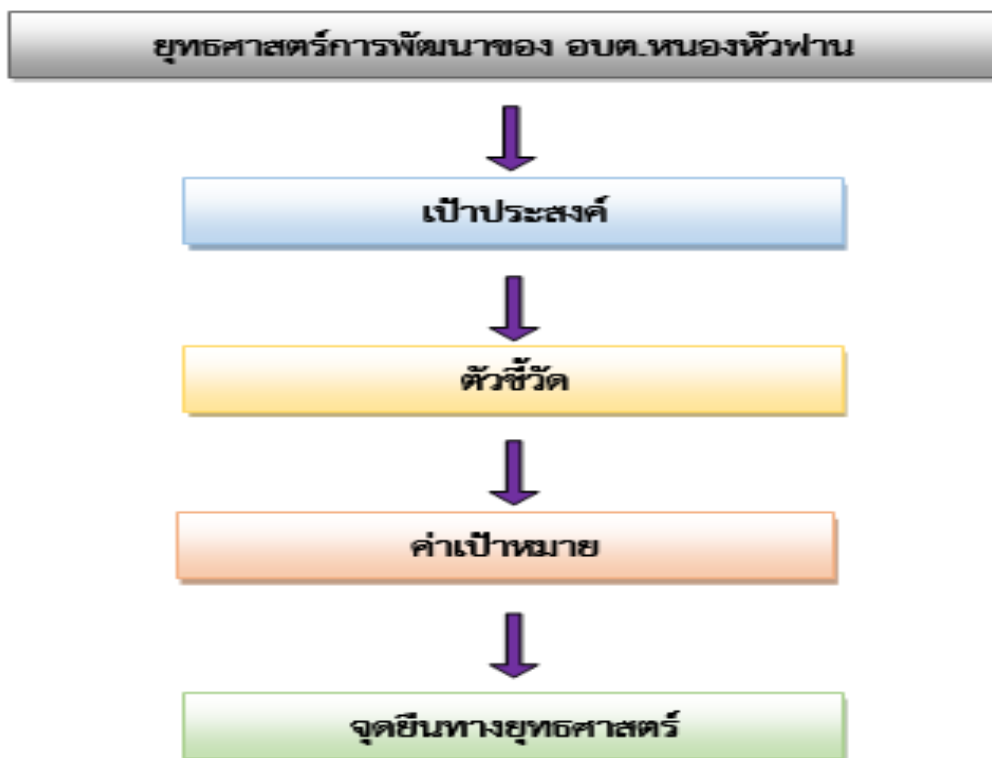 ยุทธศาสตร์การพัฒนาของ อบต.หนองหัวฟาน
เป้าประสงค์
ตัวชี้วัด
ค่าเป้าหมาย
จุดยืนทางยุทธศาสตร์